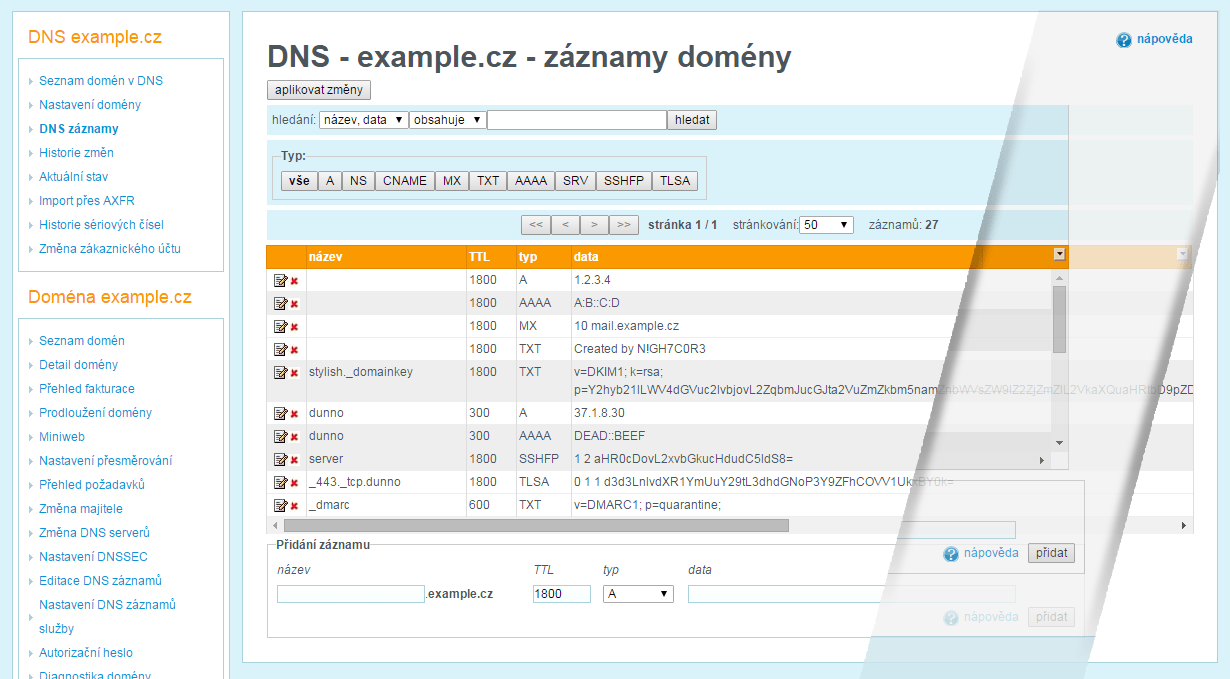 DNS example.cz
Seznam domén v DNS
Nastavení domény
DNS záznamy
Historie změn
Aktuální stav
Import přes AXFR
Historie sériových čísel
Změna zákaznického účtu
Doména example.cz
Seznam domén
Detail domény
Přehled fakturace
Prodloužení domény
Miniweb
Nastavení přesměrování
Přehled požadavků
Změna majitele
Změna DNS serverů
Nastavení DNSSEC
Editace DNS záznamů
Nastavení DNS záznamů
služby
Autorizační heslo
Diagnostika domény
nápověda
DNS - example.cz - záznamy domény
aplikovat změny
hledání: název, data obsahuje hledat
Typ:
vše A NS CNAME MX TXT AAAA SRV SSHFP TLSA
<< < > >> stránka 1 / 1 stránkování: 50 záznamů: 27
název TTL typ data
1800 A 1.2.3.4
1800 AAAA A:B::C:D
1800 MX 10 mail.example.cz
1800 TXT Created by N!GH7C0R3
stylish._domainkey 1800 TXT v=DKIM1; k=rsa;
dunno 300 A 37.1.8.30
dunno 300 AAAA DEAD::BEEF
server 1800 SSHFP 1 2
_443._tcp.dunno 1800 TLSA 0 1 1
_dmarc 600 TXT v=DMARC1; p=quarantine;
Přidání záznamu
nápověda přidat
název TTL typ data
.example.cz 1800 A
nápověda přidat